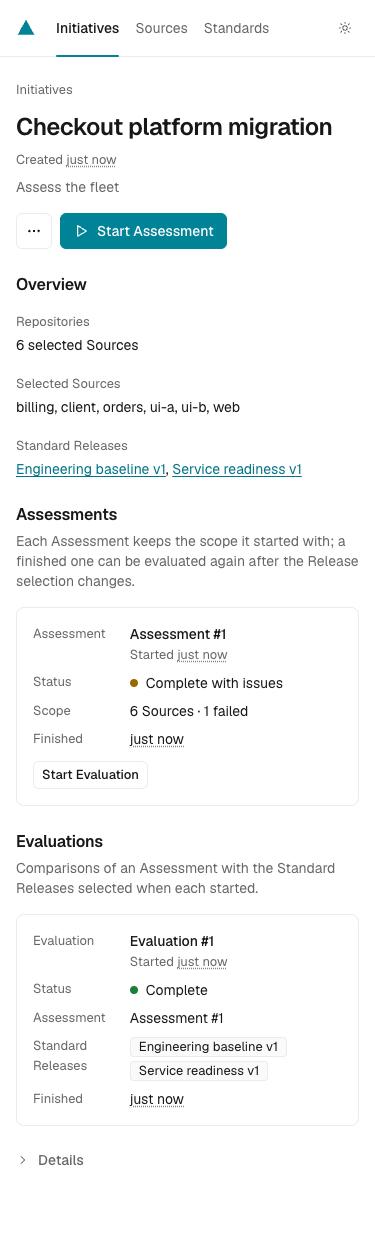 Initiatives Sources Standards
Initiatives
Checkout platform migration
Created just now
Assess the fleet
Start Assessment
Overview
Repositories
6 selected Sources
Selected Sources
billing, client, orders, ui-a, ui-b, web
Standard Releases
Engineering baseline v1, Service readiness v1
Assessments
Each Assessment keeps the scope it started with; a
finished one can be evaluated again after the Release
selection changes.
Assessment Assessment #1
Started just now
Status Complete with issues
Scope 6 Sources · 1 failed
Finished just now
Start Evaluation
Evaluations
Comparisons of an Assessment with the Standard
Releases selected when each started.
Evaluation Evaluation #1
Started just now
Status Complete
Assessment Assessment #1
Standard Engineering baseline v1
Releases Service readiness v1
Finished just now
Details